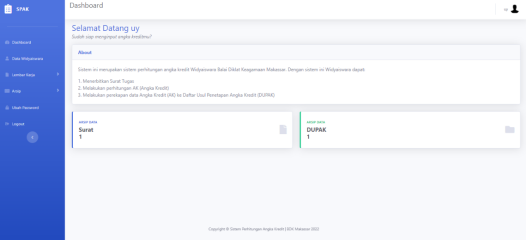 SPAK
Dashboard
uy
Selamat Datang uy
Sudah siap menginput angka kreditmu?
Dashboard
Data Widyaiswara
Lembar Kerja
Arsip
Ubah Password
Logout
About
Sistem ini merupakan sistem perhitungan angka kredit Widyaiswara Balai Diklat Keagamaan Makassar. Dengan sistem ini Widyaiswara dapat:
1. Menerbitkan Surat Tugas
2. Melakukan perhitungan AK (Angka Kredit)
3. Melakukan perekapan data Angka Kredit (AK) ke Daftar Usul Penetapan Angka Kredit (DUPAK)
ARSIP DATA
Surat
1
ARSIP DATA
DUPAK
1
Copyright © Sistem Perhitungan Angka Kredit | BDK Makassar 2022